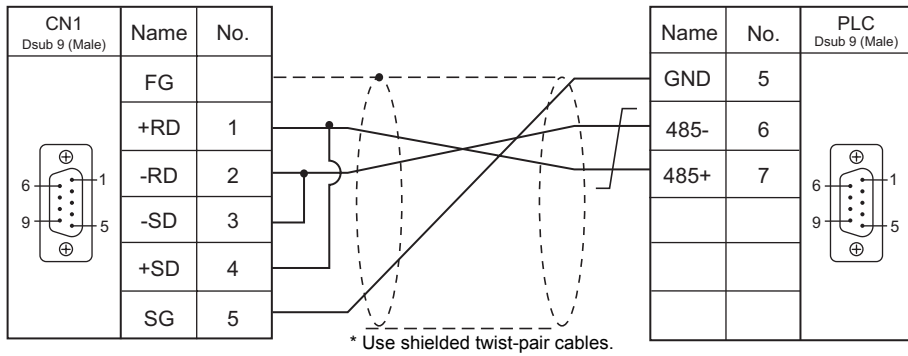 CN1
Dsub 9 (Male)
Name No.
FG
+RD 1
-RD 2
-SD 3
+SD 4
SG 5
6 1
9 5
* Use shielded twist-pair cables.
Name No.
GND 5
485- 6
485+ 7
PLC
Dsub 9 (Male)
6 1
9 5